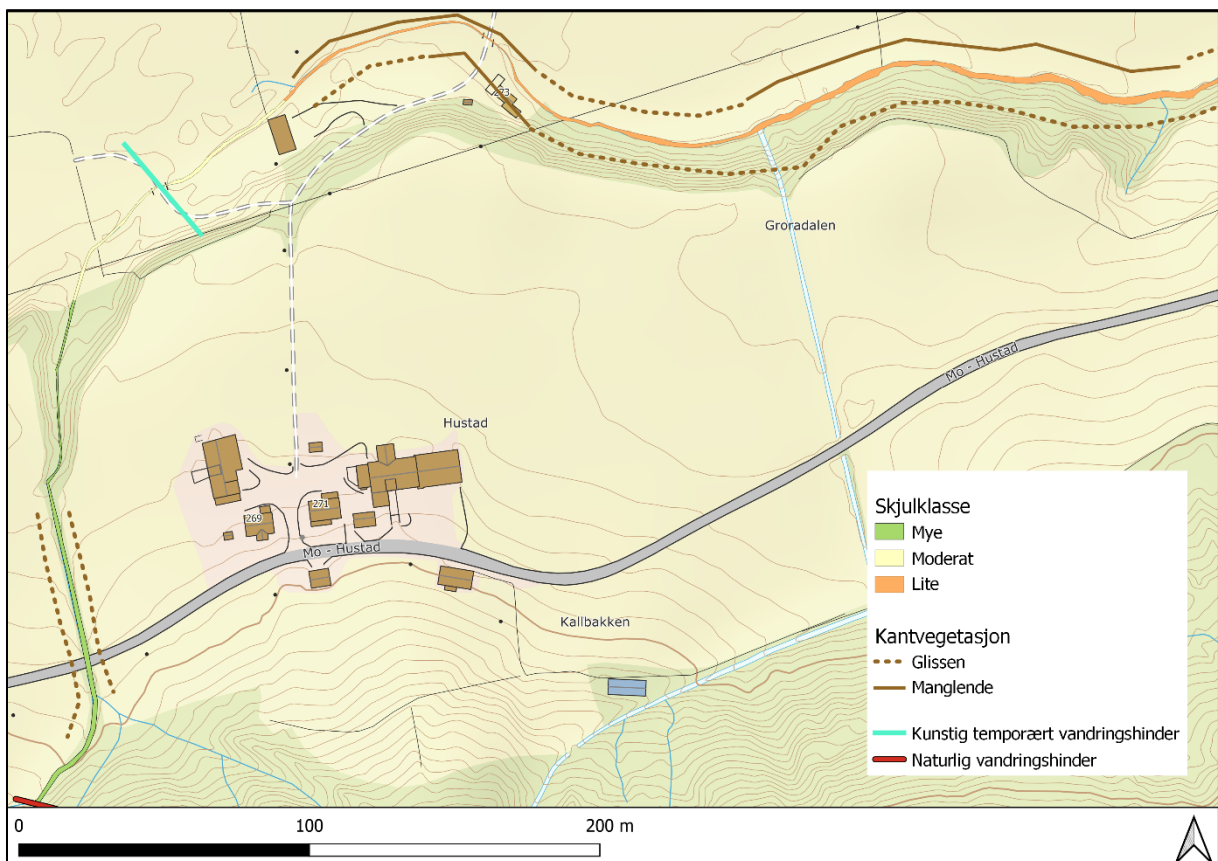 273
Groradalen
Mo - Hustad
Hustad
269
271
Mo - Hustad
Kallbakken
Skjulklasse
Mye
Moderat
Lite
Kantvegetasjon
Glissen
Manglende
Kunstig temporært vandringshinder
Naturlig vandringshinder
0 100 200 m